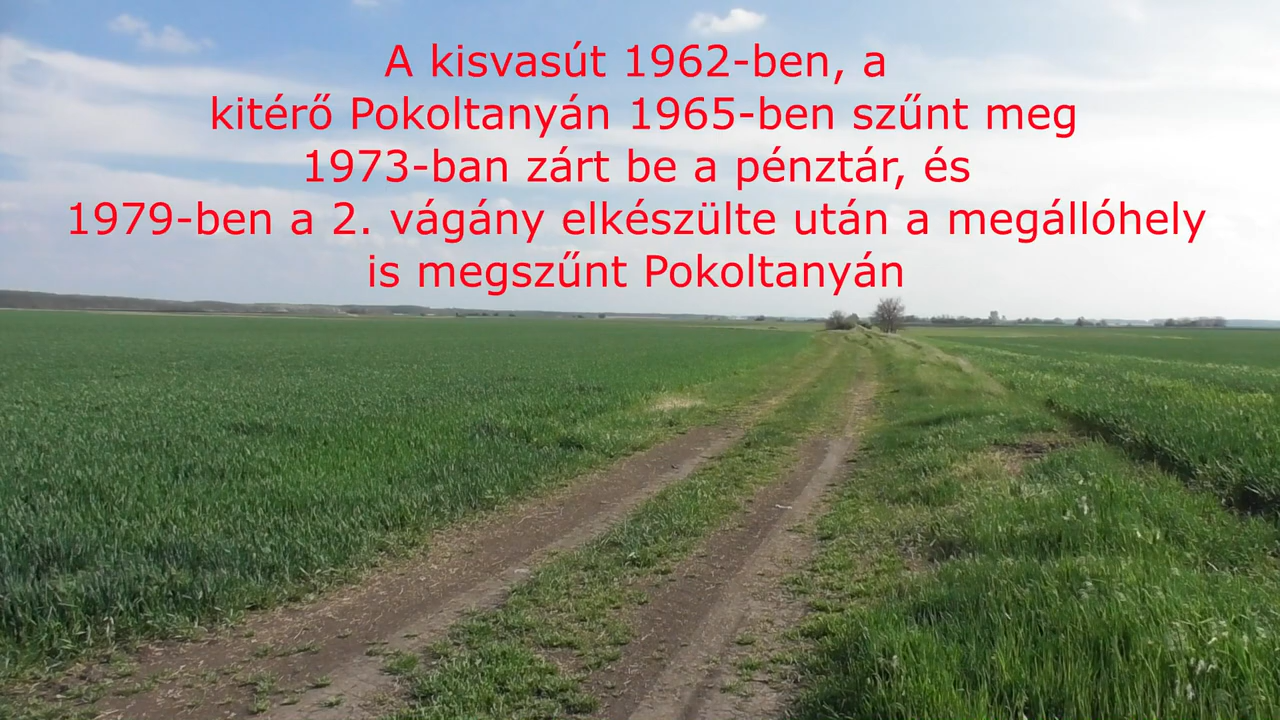 A kisvasút 1962-ben, a
kitérő Pokoltanyán 1965-ben szűnt meg
1973-ban zárt be a pénztár, és
1979-ben a 2. vágány elkészülte után a megállóhely
is megszűnt Pokoltanyán